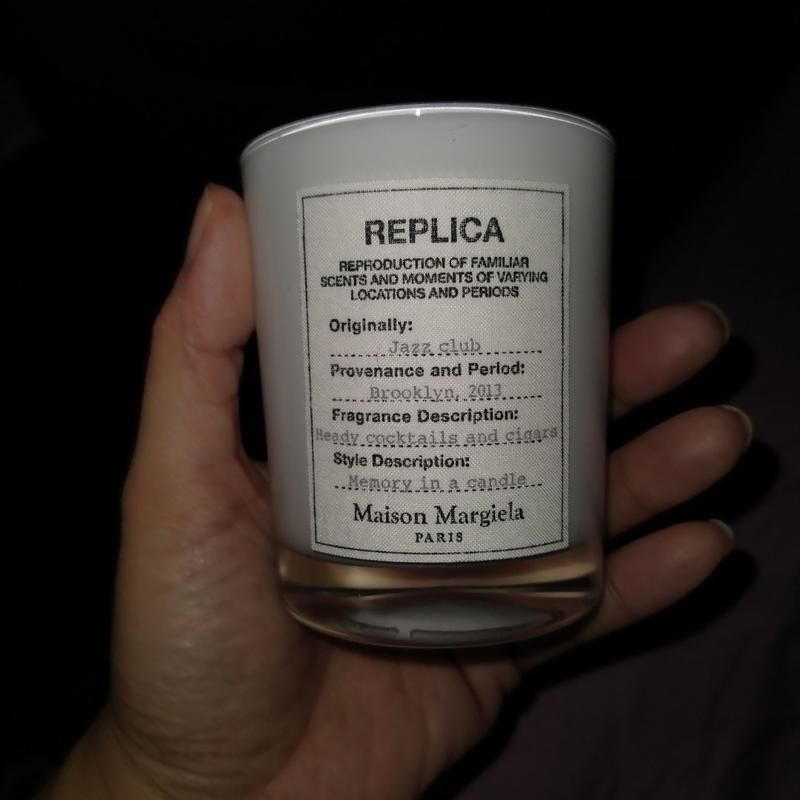 REPLICA
REPRODUCTION OF FAMILIAR
SCENTS AND MOMENTS OF VARYING
LOCATIONS AND PERIODS
Originally:
Jazz club
Provenance and Period:
Brooklyn, 2013
Fragrance Description:
Heady cocktails and cigars
Style Description:
Memory in a candle
Maison Margiela
PARIS